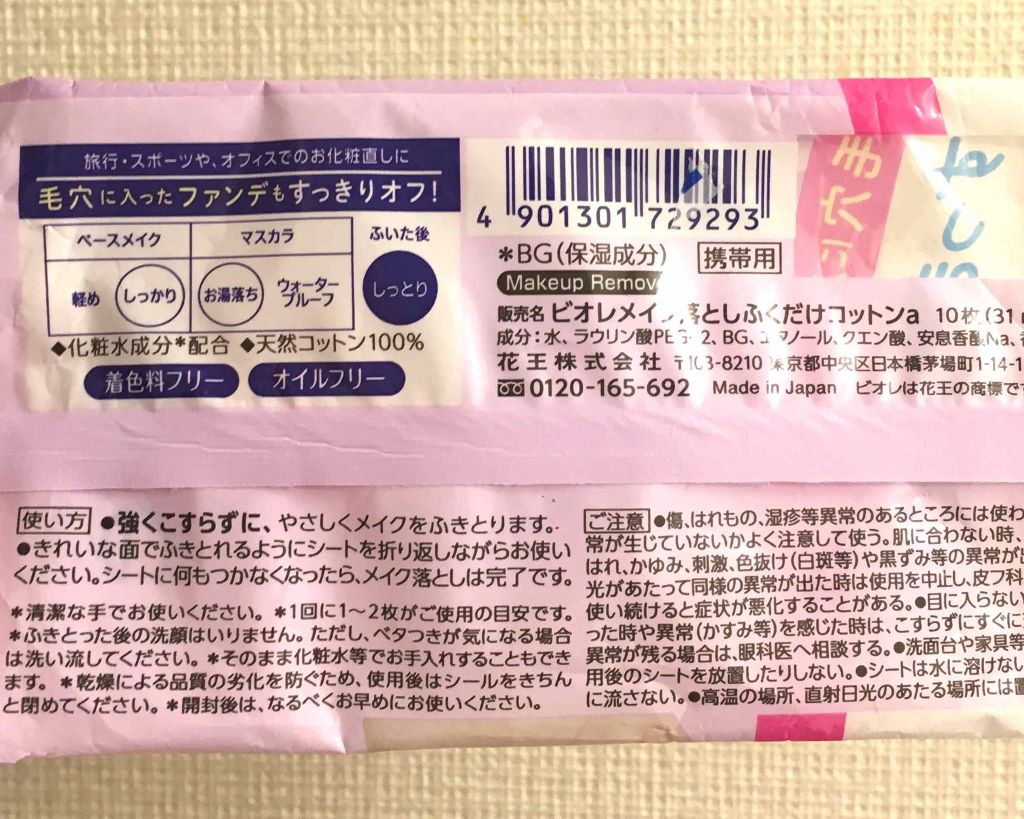 旅行・スポーツや、オフィスでのお化粧直しに
毛穴に入ったファンデもすっきりオフ!
ベースメイク マスカラ ふいた後
軽め しっかり お湯落ち ウォータープルーフ しっとり
◆化粧水成分*配合 ◆天然コットン100%
着色料フリー オイルフリー
4 901301 729293
*BG(保湿成分) 携帯用
Makeup Remov
販売名 ビオレメイ 落としふくだけコットンa 10枚(31
成分:水、ラウリン酸PEG-12、BG、エタノール、クエン酸、安息香酸Na、
花王株式会社 〒103-8210 東京都中央区日本橋茅場町1-14-1
0120-165-692 Made in Japan ビオレは花王の商標で
使い方 ●強くこすらずに、やさしくメイクをふきとります。
●きれいな面でふきとれるようにシートを折り返しながらお使い
ください。シートに何もつかなくなったら、メイク落としは完了です。
*清潔な手でお使いください。*1回に1〜2枚がご使用の目安です。
*ふきとった後の洗顔はいりません。ただし、ベタつきが気になる場合
は洗い流してください。*そのまま化粧水等でお手入れすることもでき
ます。*乾燥による品質の劣化を防ぐため、使用後はシールをきちん
と閉めてください。*開封後は、なるべくお早めにお使いください。
ご注意 ●傷、はれもの、湿疹等異常のあるところには使わ
常が生じていないかよく注意して使う。肌に合わない時、
はれ、かゆみ、刺激、色抜け(白斑等)や黒ずみ等の異常が
光があたって同様の異常が出た時は使用を中止し、皮フ科
使い続けると症状が悪化することがある。●目に入らない
った時や異常(かすみ等)を感じた時は、こすらずにすぐに
異常が残る場合は、眼科医へ相談する。●洗面台や家具等
用後のシートを放置したりしない。●シートは水に溶けない
に流さない。●高温の場所、直射日光のあたる場所には置
穴手